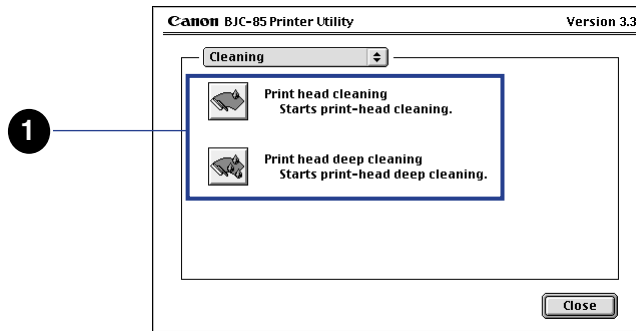 Canon BJC-85 Printer Utility Version 3.3
Cleaning
1
Print head cleaning
Starts print-head cleaning.
Print head deep cleaning
Starts print-head deep cleaning.
Close